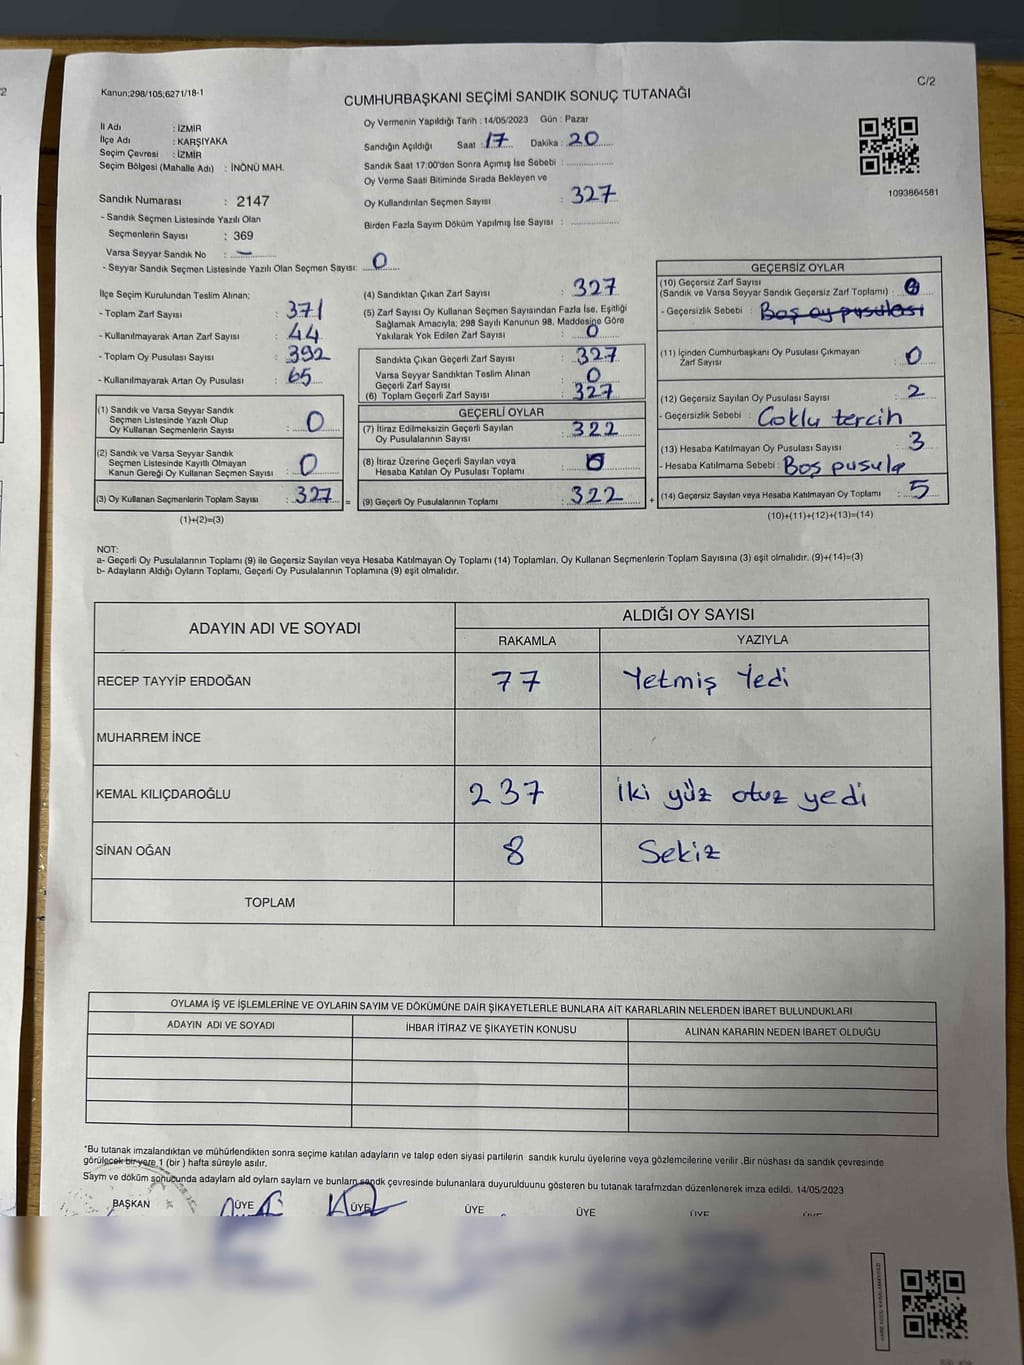 C/2
Kanun;298/105;6271/18-1
CUMHURBAŞKANI SEÇİMİ SANDIK SONUÇ TUTANAĞI
İl Adı : İZMİR
İlçe Adı : KARŞIYAKA
Seçim Çevresi : İZMİR
Seçim Bölgesi (Mahalle Adı) : İNÖNÜ MAH.
Oy Vermenin Yapıldığı Tarih : 14/05/2023 Gün : Pazar
Sandığın Açıldığı Saat : 17 Dakika : 20
Sandık Saat 17:00'den Sonra Açımış İse Sebebi :
Oy Verme Saati Bitiminde Sırada Bekleyen ve
Oy Kullandırılan Seçmen Sayısı : 327
Birden Fazla Sayım Döküm Yapılmış İse Sayısı :
1093864581
Sandık Numarası : 2147
- Sandık Seçmen Listesinde Yazılı Olan
Seçmenlerin Sayısı : 369
Varsa Seyyar Sandık No : —
- Seyyar Sandık Seçmen Listesinde Yazılı Olan Seçmen Sayısı: 0
İlçe Seçim Kurulundan Teslim Alınan;
- Toplam Zarf Sayısı : 371
- Kullanılmayarak Artan Zarf Sayısı : 44
- Toplam Oy Pusulası Sayısı : 392
- Kullanılmayarak Artan Oy Pusulası : 65
(1) Sandık ve Varsa Seyyar Sandık
Seçmen Listesinde Yazılı Olup
Oy Kullanan Seçmenlerin Sayısı : 0
(2) Sandık ve Varsa Seyyar Sandık
Seçmen Listesinde Kayıtlı Olmayan
Kanun Gereği Oy Kullanan Seçmen Sayısı : 0
(3) Oy Kullanan Seçmenlerin Toplam Sayısı : 327 =
(1)+(2)=(3)
(4) Sandıktan Çıkan Zarf Sayısı : 327
(5) Zarf Sayısı Oy Kullanan Seçmen Sayısından Fazla İse, Eşitliği
Sağlamak Amacıyla; 298 Sayılı Kanunun 98. Maddesine Göre
Yakılarak Yok Edilen Zarf Sayısı : 0
Sandıkta Çıkan Geçerli Zarf Sayısı : 327
Varsa Seyyar Sandıktan Teslim Alınan
Geçerli Zarf Sayısı : 0
(6) Toplam Geçerli Zarf Sayısı : 327
GEÇERLİ OYLAR
(7) İtiraz Edilmeksizin Geçerli Sayılan
Oy Pusulalarının Sayısı : 322
(8) İtiraz Üzerine Geçerli Sayılan veya
Hesaba Katılan Oy Pusulası Toplamı : 0
(9) Geçerli Oy Pusulalarının Toplamı : 322 +
GEÇERSİZ OYLAR
(10) Geçersiz Zarf Sayısı
(Sandık ve Varsa Seyyar Sandık Geçersiz Zarf Toplamı) : 0
- Geçersizlik Sebebi : Boş oy pusulası
(11) İçinden Cumhurbaşkanı Oy Pusulası Çıkmayan
Zarf Sayısı : 0
(12) Geçersiz Sayılan Oy Pusulası Sayısı : 2
- Geçersizlik Sebebi : Çoklu tercih
(13) Hesaba Katılmayan Oy Pusulası Sayısı : 3
- Hesaba Katılmama Sebebi : Boş pusula
(14) Geçersiz Sayılan veya Hesaba Katılmayan Oy Toplamı : 5
(10)+(11)+(12)+(13)=(14)
NOT:
a- Geçerli Oy Pusulalarının Toplamı (9) ile Geçersiz Sayılan veya Hesaba Katılmayan Oy Toplamı (14) Toplamları, Oy Kullanan Seçmenlerin Toplam Sayısına (3) eşit olmalıdır. (9)+(14)=(3)
b- Adayların Aldığı Oyların Toplamı, Geçerli Oy Pusulalarının Toplamına (9) eşit olmalıdır.
ADAYIN ADI VE SOYADI
ALDIĞI OY SAYISI
RAKAMLA YAZIYLA
RECEP TAYYİP ERDOĞAN 77 Yetmiş Yedi
MUHARREM İNCE
KEMAL KILIÇDAROĞLU 237 İki yüz otuz yedi
SİNAN OĞAN 8 Sekiz
TOPLAM
OYLAMA İŞ VE İŞLEMLERİNE VE OYLARIN SAYIM VE DÖKÜMÜNE DAİR ŞİKAYETLERLE BUNLARA AİT KARARLARIN NELERDEN İBARET BULUNDUKLARI
ADAYIN ADI VE SOYADI İHBAR İTİRAZ VE ŞİKAYETİN KONUSU ALINAN KARARIN NEDEN İBARET OLDUĞU
*Bu tutanak imzalandıktan ve mühürlendikten sonra seçime katılan adayların ve talep eden siyasi partilerin sandık kurulu üyelerine veya gözlemcilerine verilir .Bir nüshası da sandık çevresinde
görülecek bir yere 1 (bir ) hafta süreyle asılır.
Sayım ve döküm sonucunda adayların ald oyların sayların ve bunların sandk çevresinde bulunanlara duyurulduunu gösteren bu tutanak tarafmzdan düzenlenerek imza edildi. 14/05/2023
BAŞKAN ÜYE ÜYE ÜYE ÜYE ÜYE